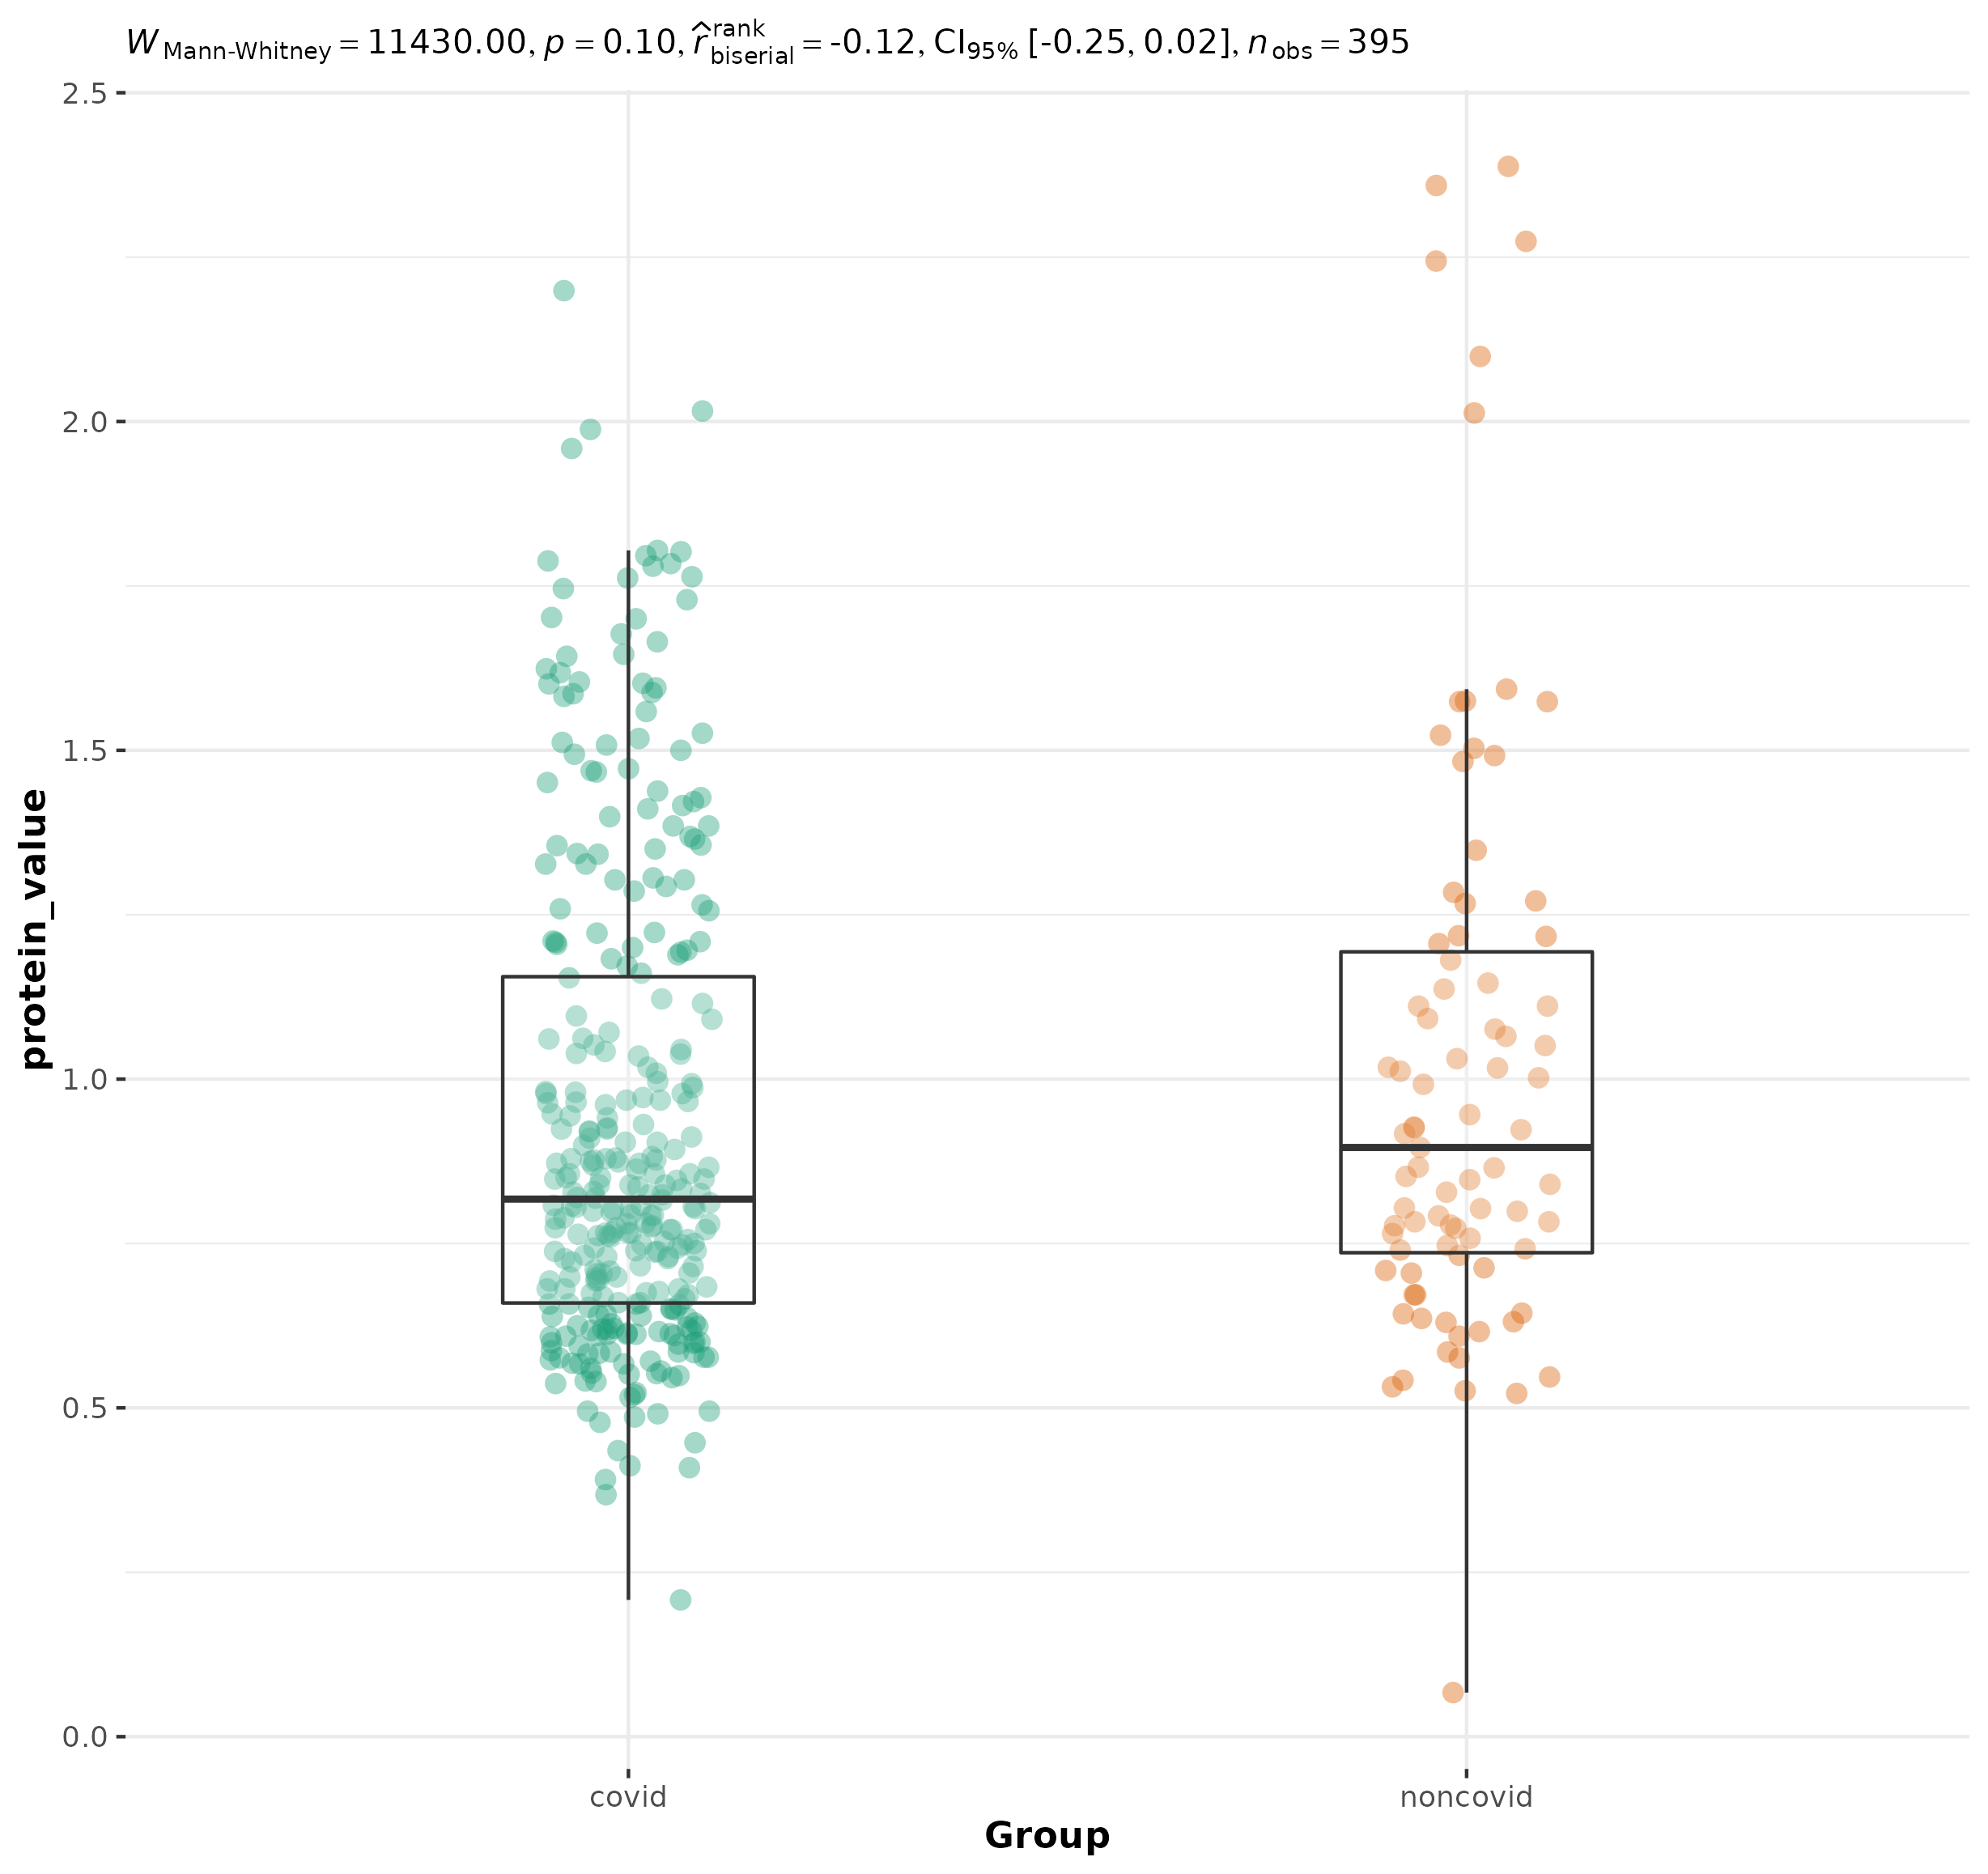 W Mann-Whitney = 11430.00, p = 0.10, r̂ rank biserial = -0.12, CI95% [-0.25, 0.02], n obs = 395
2.5
2.0
1.5
1.0
0.5
0.0
protein_value
covid noncovid
Group